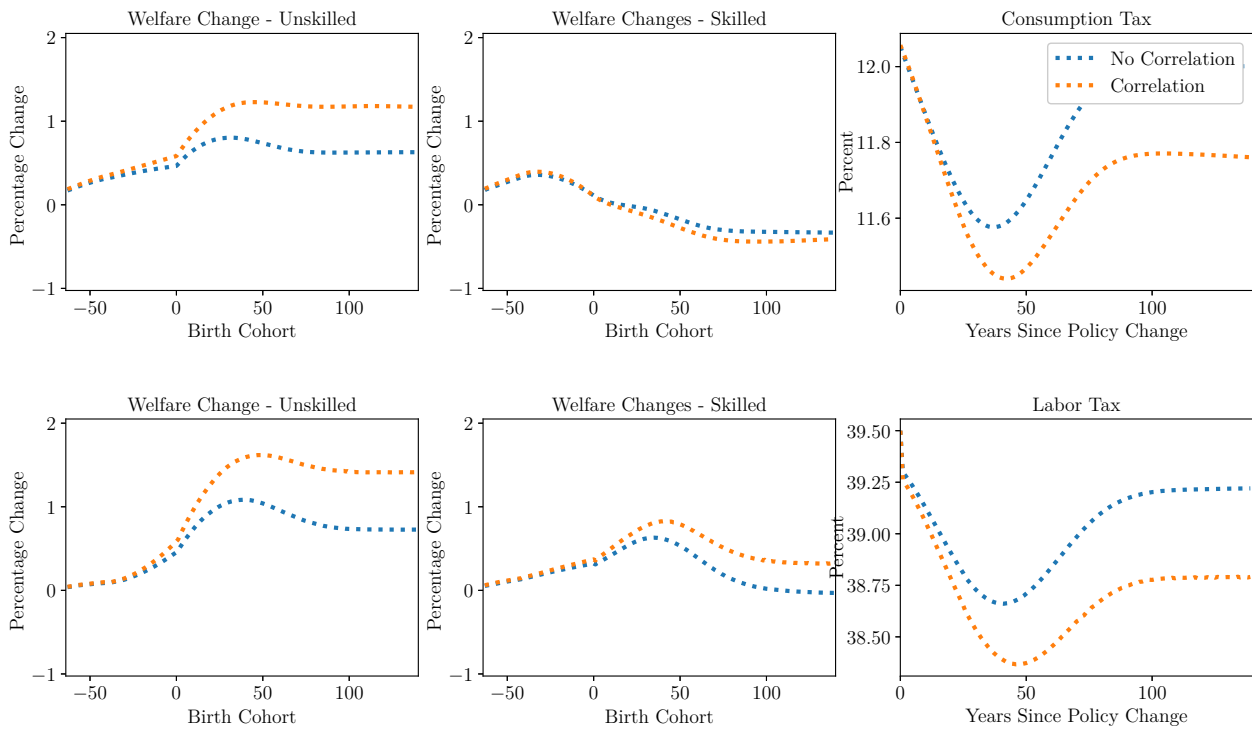 Welfare Change - Unskilled
Welfare Changes - Skilled
Consumption Tax
2
1
0
−1
Percentage Change
−50
0
50
100
Birth Cohort
2
1
0
−1
Percentage Change
−50
0
50
100
Birth Cohort
12.0
11.8
11.6
Percent
No Correlation
Correlation
0
50
100
Years Since Policy Change
Welfare Change - Unskilled
Welfare Changes - Skilled
Labor Tax
2
1
0
−1
Percentage Change
−50
0
50
100
Birth Cohort
2
1
0
−1
Percentage Change
−50
0
50
100
Birth Cohort
39.50
39.25
39.00
38.75
38.50
Percent
0
50
100
Years Since Policy Change